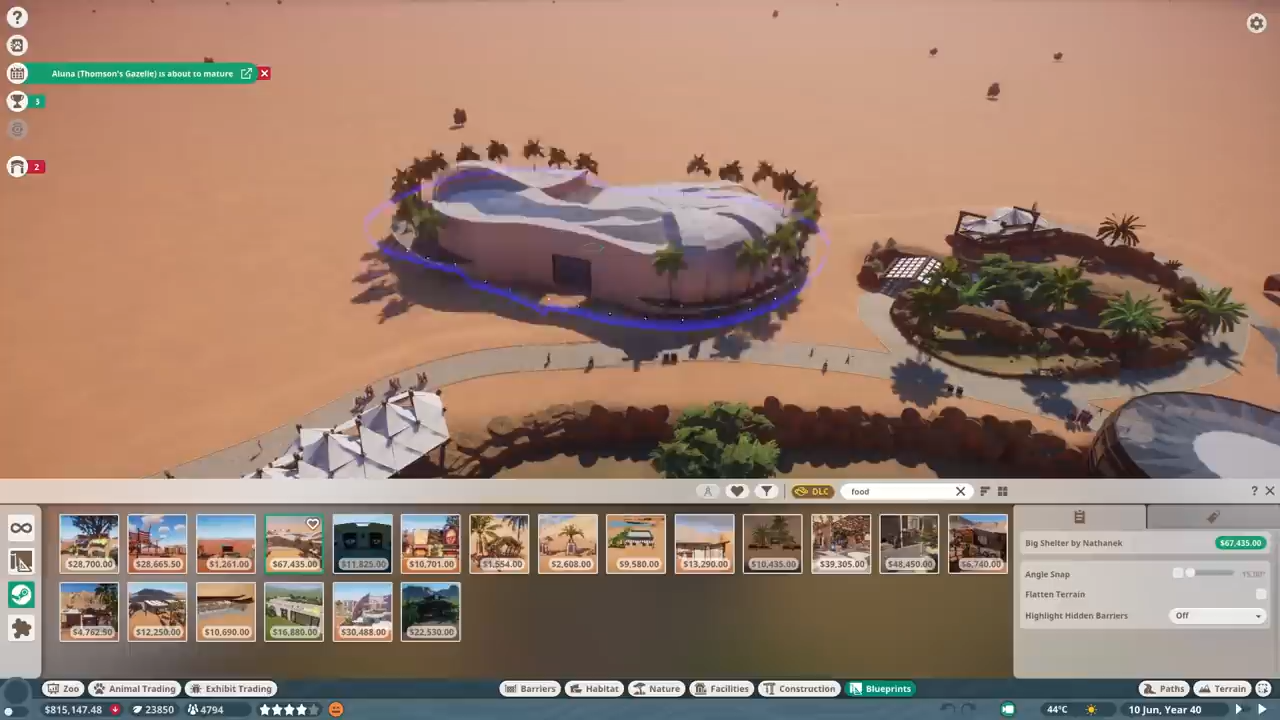 ?
Aluna (Thomson's Gazelle) is about to mature
3
2
DLC
food
?
$28,700.00
$28,665.50
$1,261.00
$67,435.00
$11,825.00
$10,701.00
$1,554.00
$2,608.00
$9,580.00
$13,290.00
$10,435.00
$39,305.00
$48,450.00
$6,740.00
$4,762.50
$12,250.00
$10,690.00
$16,880.00
$30,488.00
$22,530.00
Big Shelter by Nathanek
$67,435.00
Angle Snap
Flatten Terrain
Highlight Hidden Barriers
Off
Zoo
Animal Trading
Exhibit Trading
Barriers
Habitat
Nature
Facilities
Construction
Blueprints
Paths
Terrain
$815,147.48
23850
4794
44°C
10 Jun, Year 40